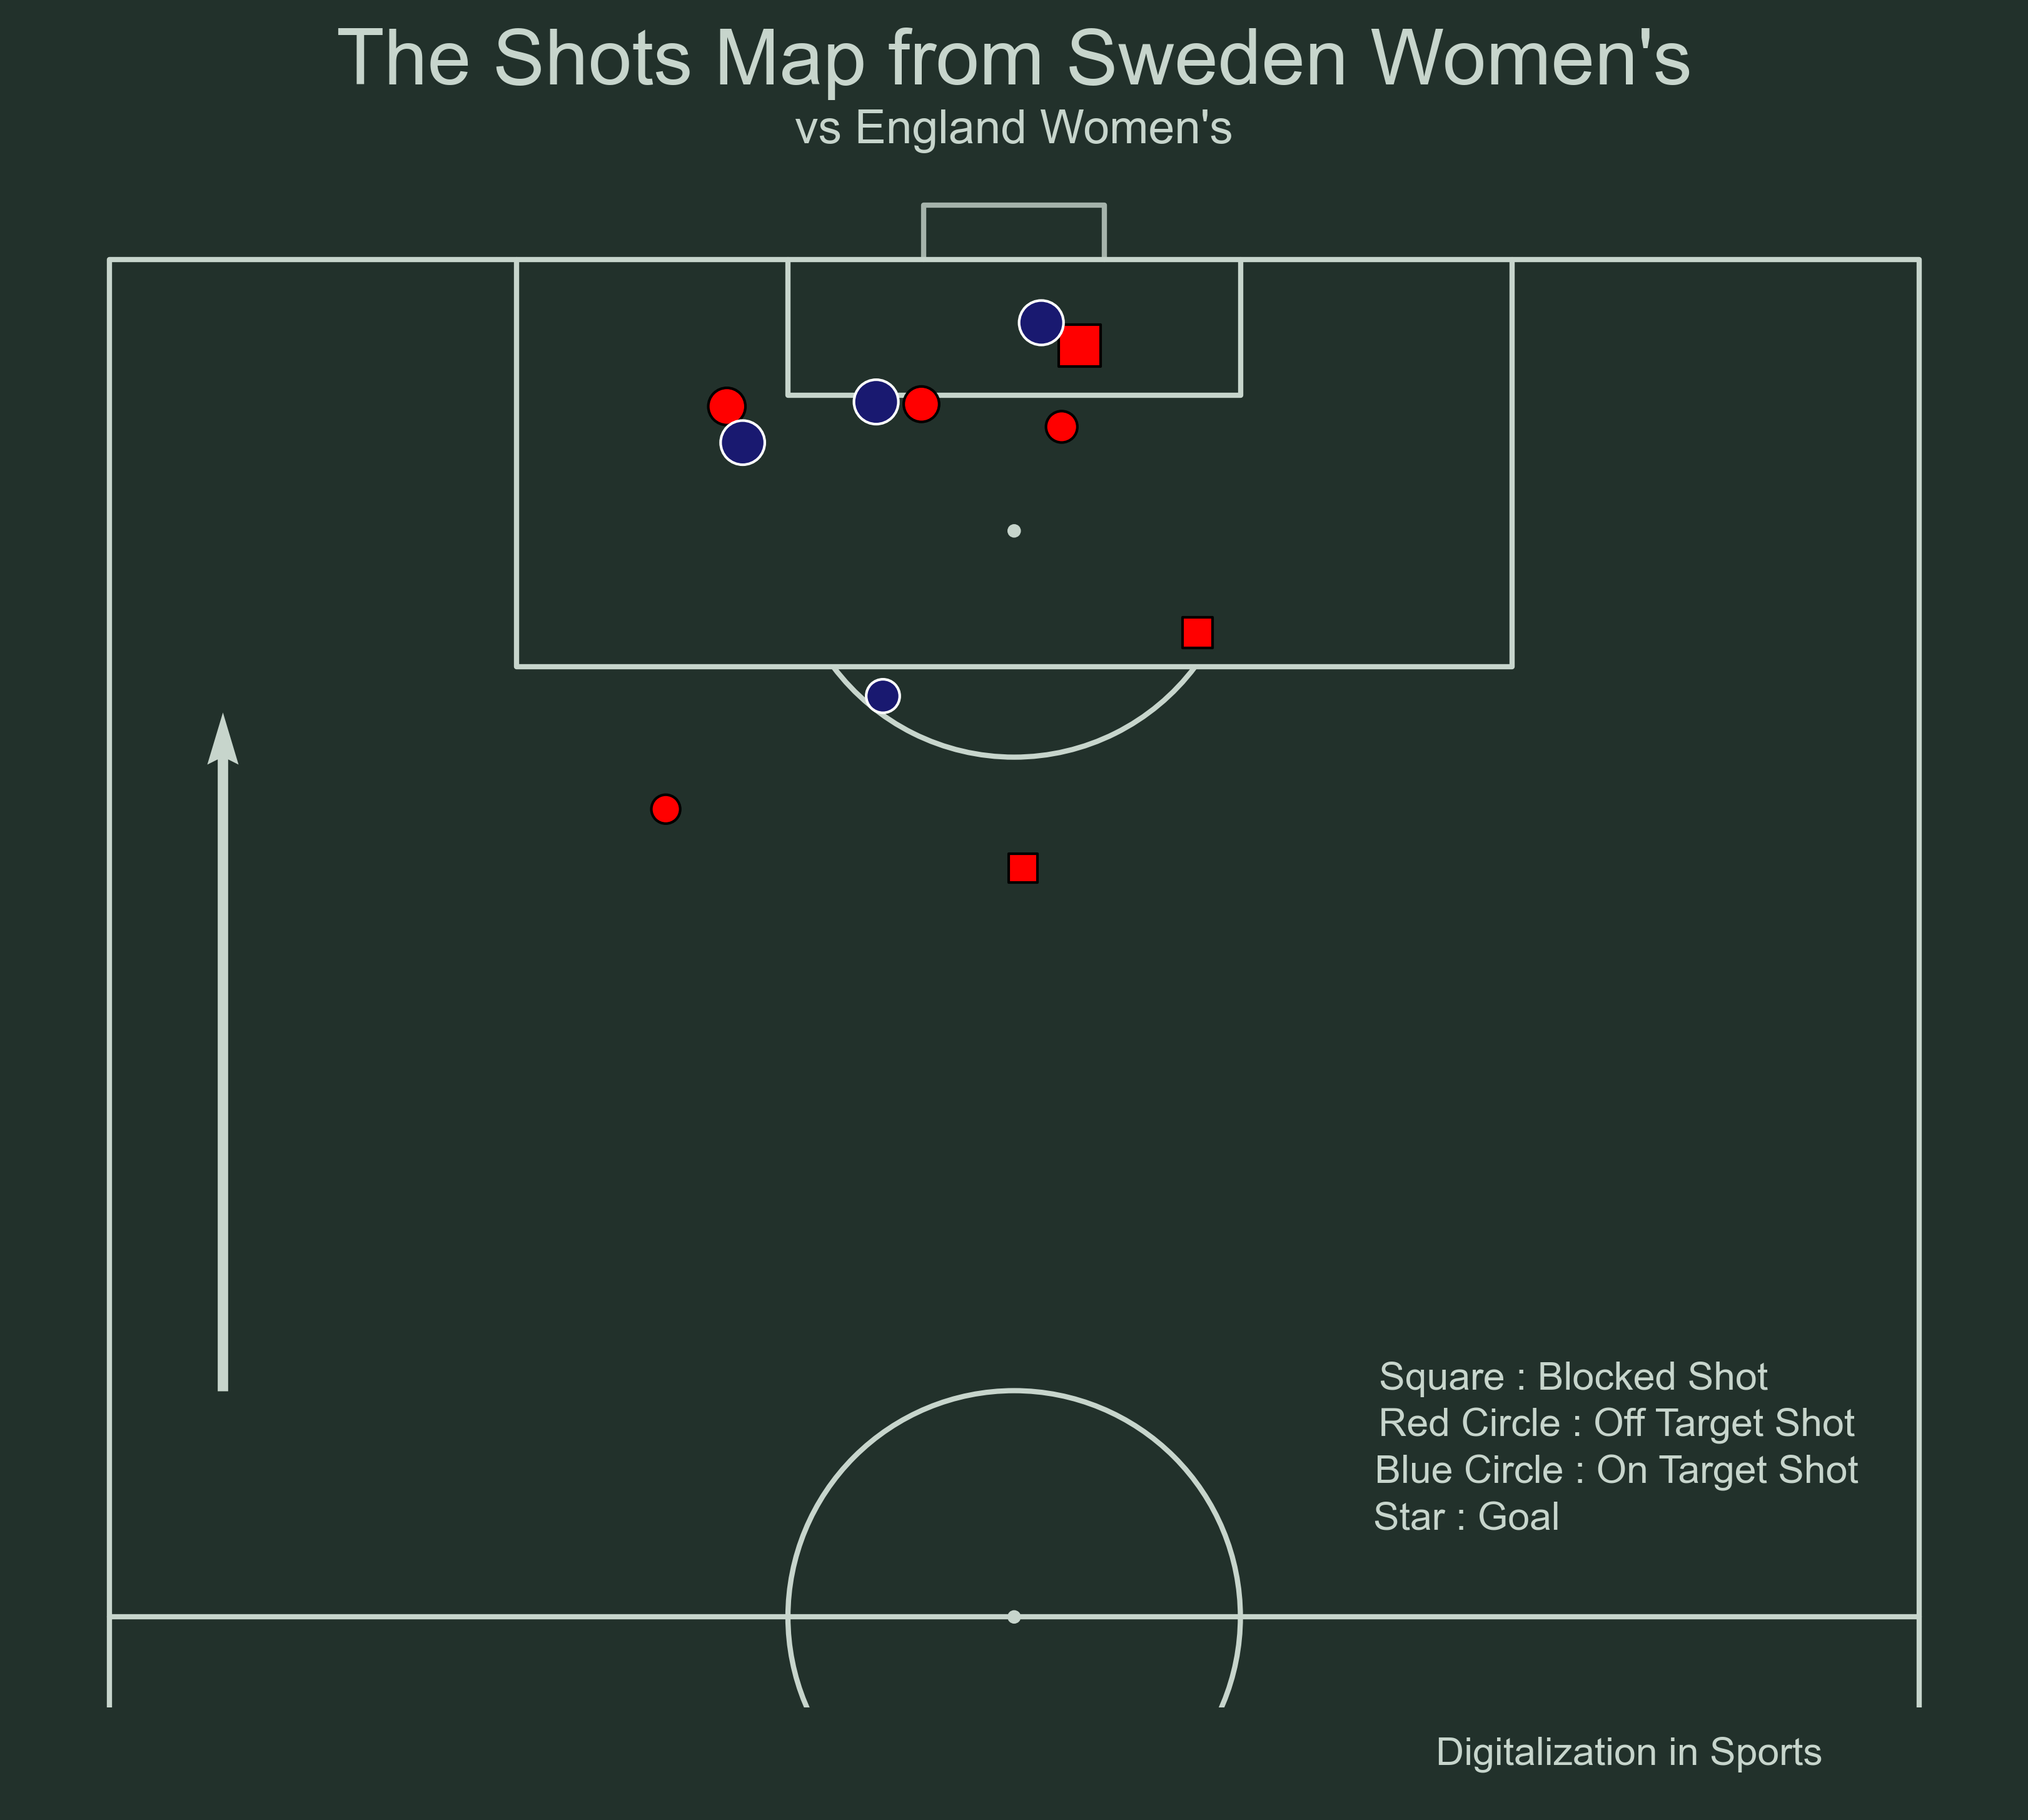 The Shots Map from Sweden Women's
vs England Women's
Square : Blocked Shot
Red Circle : Off Target Shot
Blue Circle : On Target Shot
Star : Goal
Digitalization in Sports